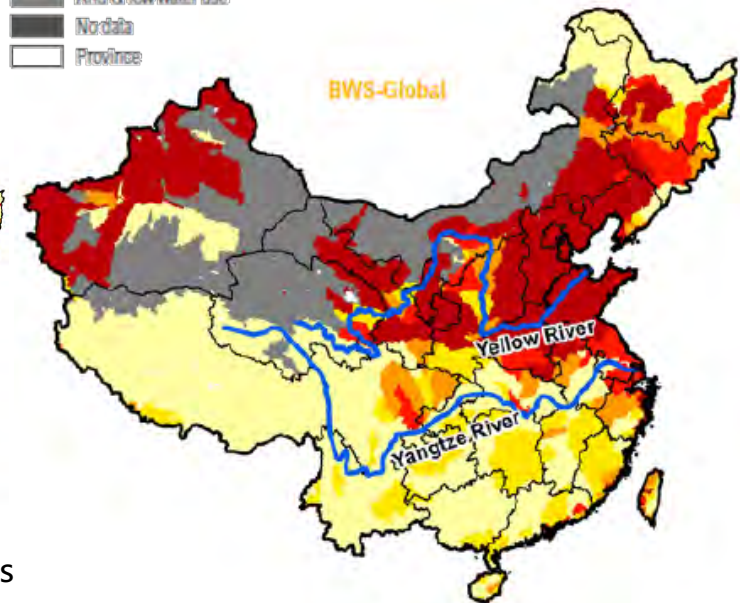 No data
Province
BWS-Global
Yellow River
Yangtze River
s